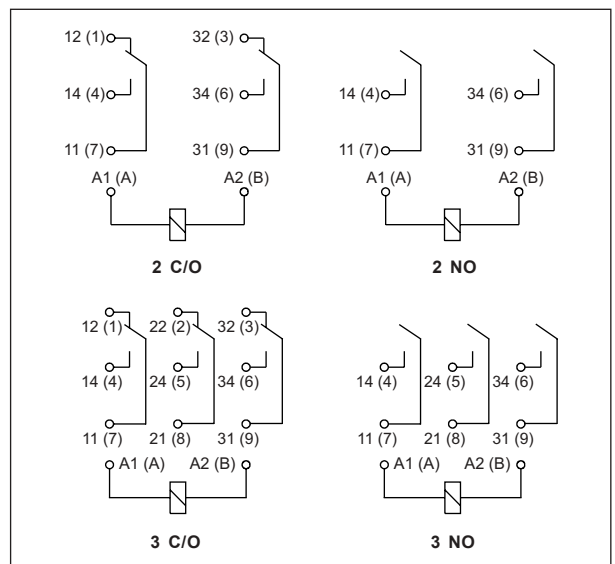 12 (1) 32 (3)
14 (4) 34 (6) 14 (4) 34 (6)
11 (7) 31 (9) 11 (7) 31 (9)
A1 (A) A2 (B) A1 (A) A2 (B)
2 C/O 2 NO
12 (1) 22 (2) 32 (3)
14 (4) 24 (5) 34 (6) 14 (4) 24 (5) 34 (6)
11 (7) 21 (8) 31 (9) 11 (7) 21 (8) 31 (9)
A1 (A) A2 (B) A1 (A) A2 (B)
3 C/O 3 NO